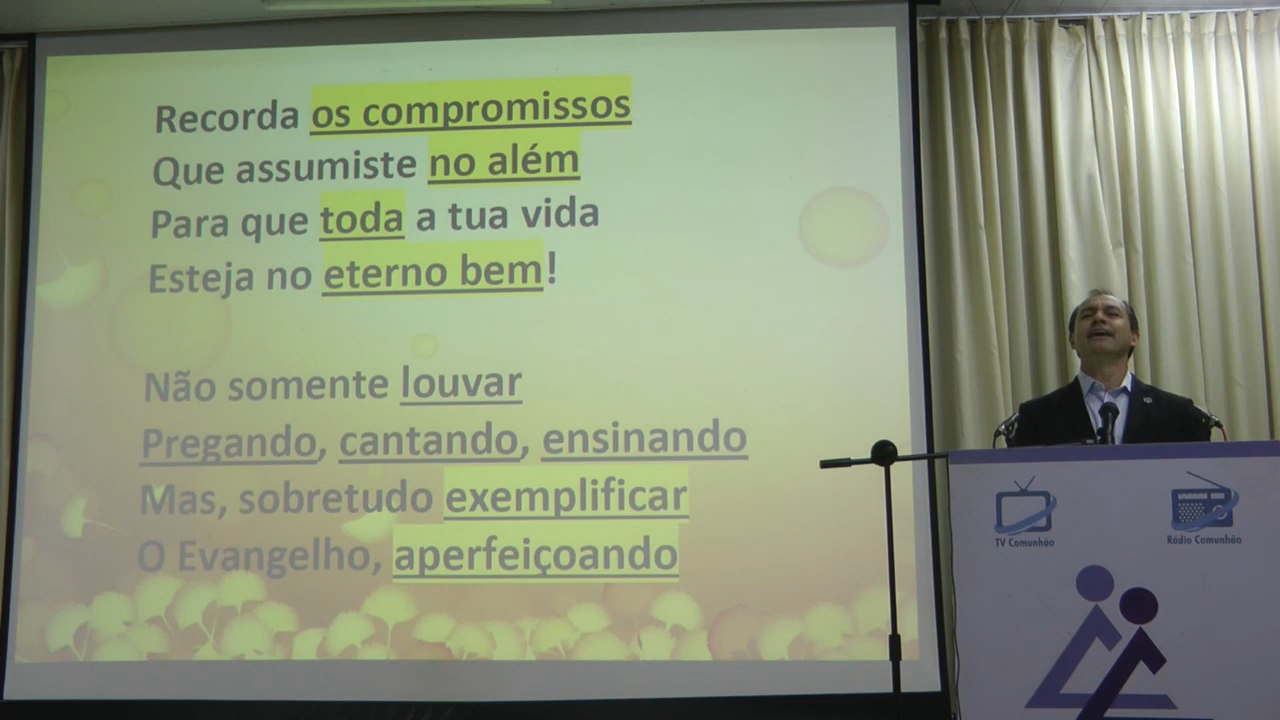 Recorda os compromissos
Que assumiste no além
Para que toda a tua vida
Esteja no eterno bem!
Não somente louvar
Pregando, cantando, ensinando
Mas, sobretudo exemplificar
O Evangelho, aperfeiçoando
TV Comunhão
Rádio Comunhão